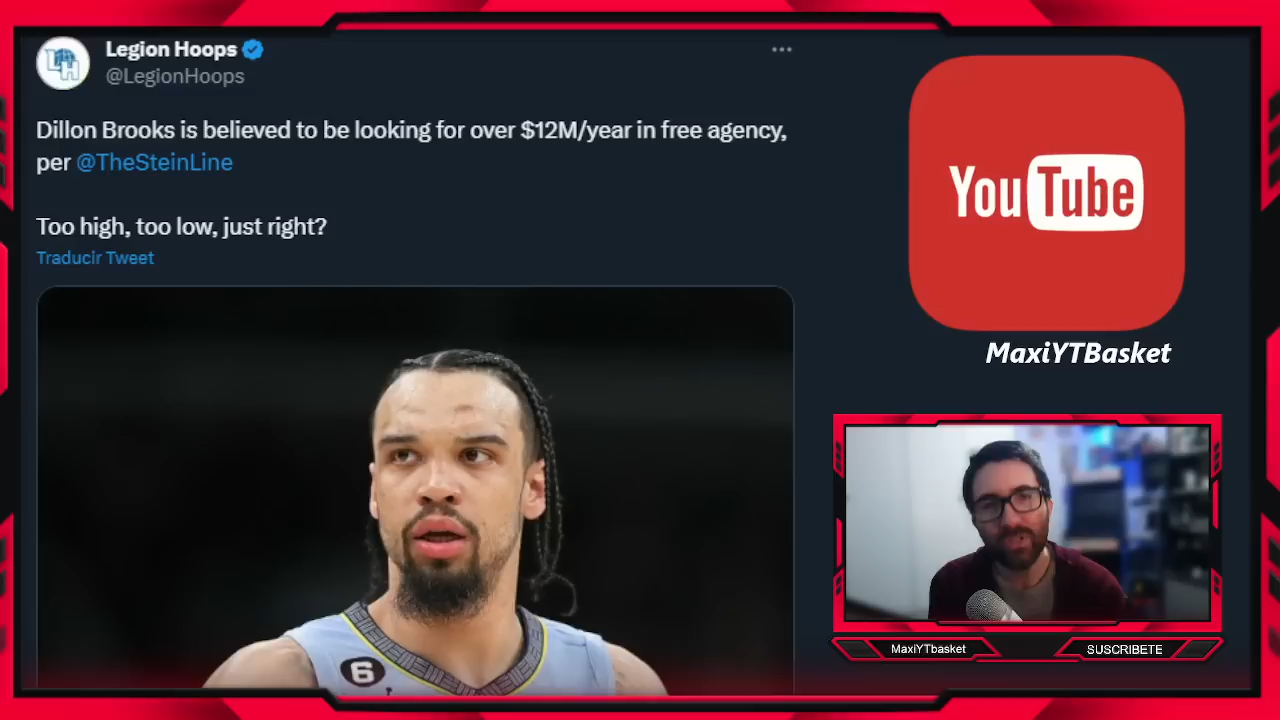 Legion Hoops
@LegionHoops
Dillon Brooks is believed to be looking for over $12M/year in free agency,
per @TheSteinLine
Too high, too low, just right?
Traducir Tweet
6
YouTube
MaxiYTBasket
MaxiYTbasket
SUSCRIBETE